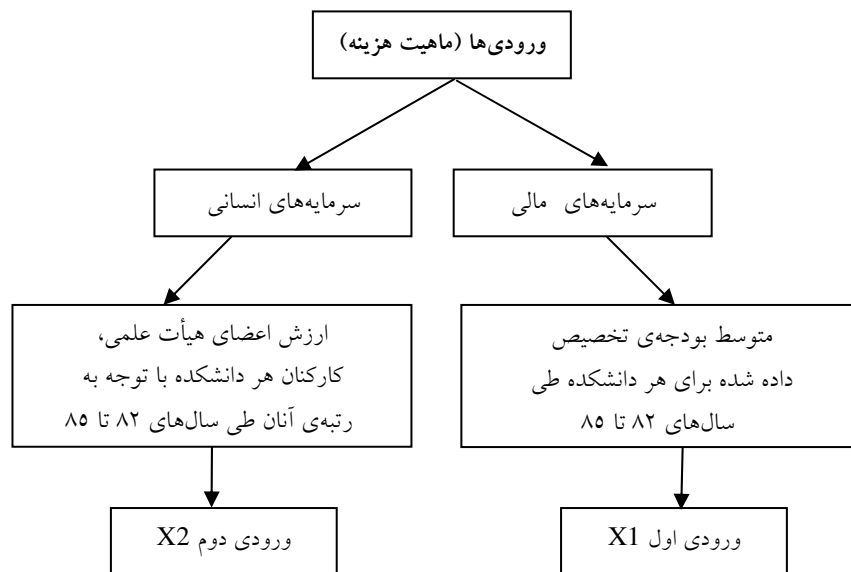 ورودی‌ها (ماهیت هزینه)
سرمایه‌های مالی
سرمایه‌های انسانی
متوسط بودجه‌ی تخصیص
داده شده برای هر دانشکده طی
سال‌های ۸۲ تا ۸۵
ارزش اعضای هیأت علمی،
کارکنان هر دانشکده با توجه به
رتبه‌ی آنان طی سال‌های ۸۲ تا ۸۵
ورودی اول X1
ورودی دوم X2